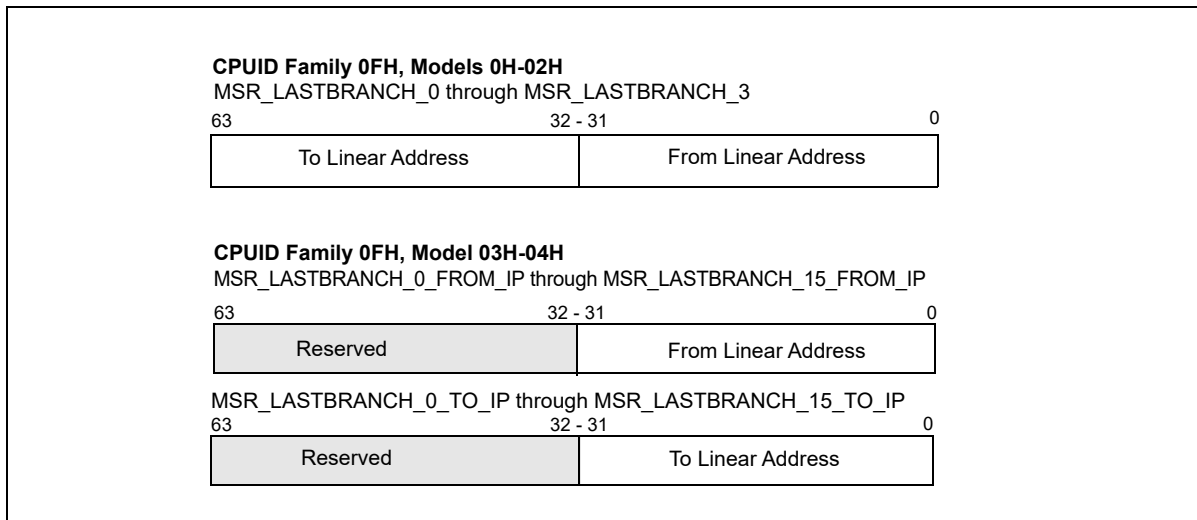 CPUID Family 0FH, Models 0H-02H
MSR_LASTBRANCH_0 through MSR_LASTBRANCH_3
63 32 - 31 0
To Linear Address From Linear Address
CPUID Family 0FH, Model 03H-04H
MSR_LASTBRANCH_0_FROM_IP through MSR_LASTBRANCH_15_FROM_IP
63 32 - 31 0
Reserved From Linear Address
MSR_LASTBRANCH_0_TO_IP through MSR_LASTBRANCH_15_TO_IP
63 32 - 31 0
Reserved To Linear Address